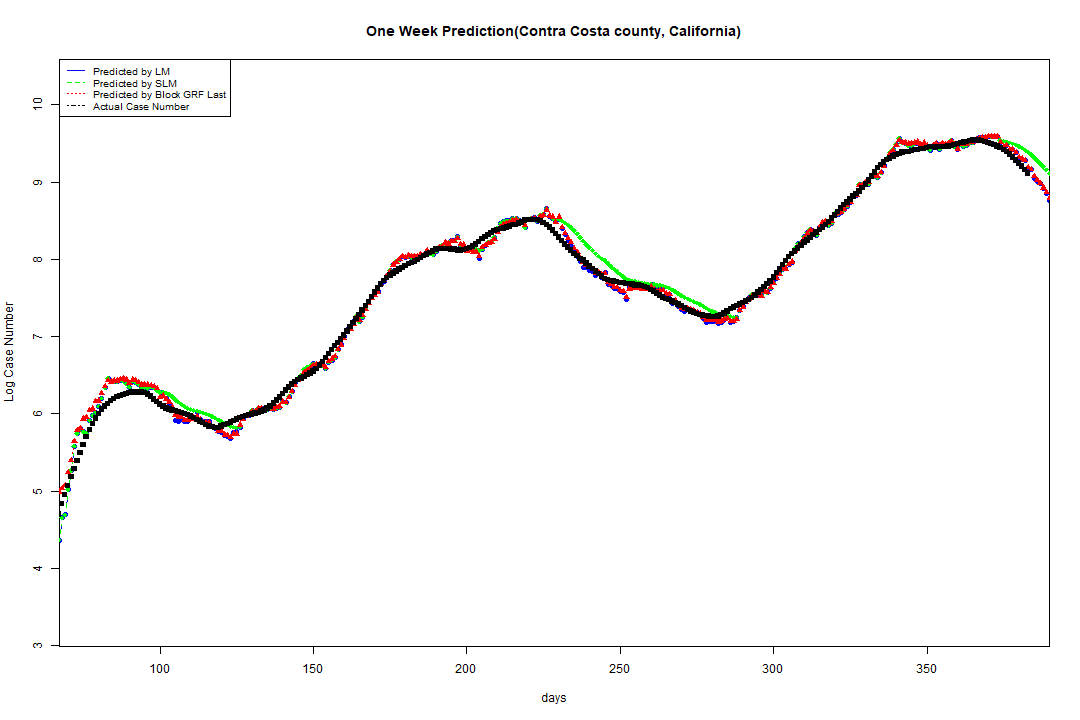 One Week Prediction(Contra Costa county, California)
Predicted by LM
Predicted by SLM
Predicted by Block GRF Last
Actual Case Number
10
9
8
7
6
5
4
3
Log Case Number
100 150 200 250 300 350
days